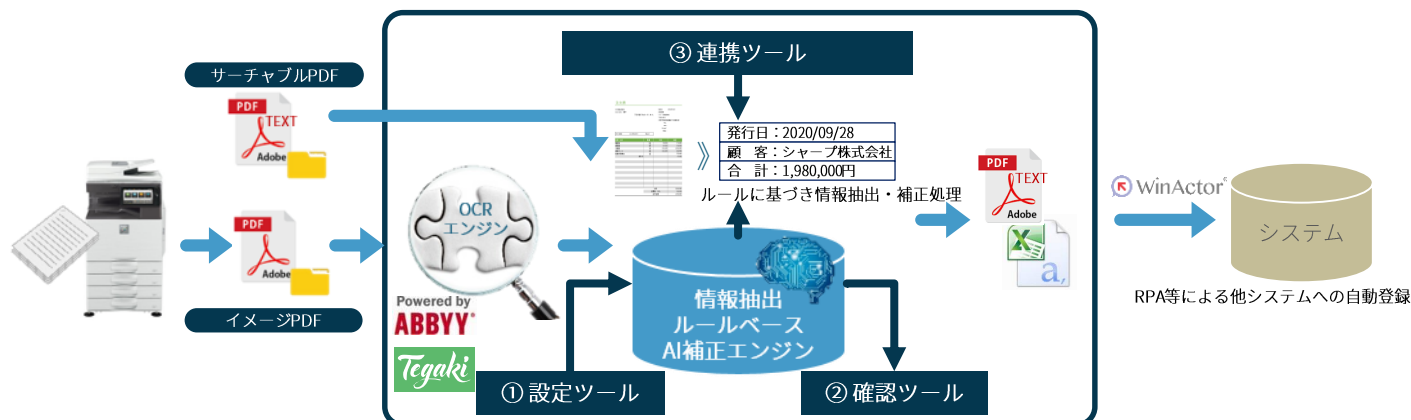 ③ 連携ツール
サーチャブルPDF
PDF
TEXT
Adobe
発行日：2020/09/28
顧　客：シャープ株式会社
合　計：1,980,000円
ルールに基づき情報抽出・補正処理
PDF
TEXT
Adobe
WinActor®
システム
RPA等による他システムへの自動登録
OCR
エンジン
PDF
Adobe
イメージPDF
Powered by
ABBYY®
Tegaki
情報抽出
ルールベース
AI補正エンジン
① 設定ツール
② 確認ツール
X
a,